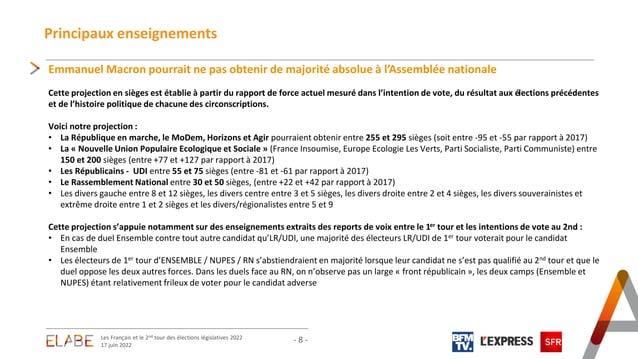 Principaux enseignements
Emmanuel Macron pourrait ne pas obtenir de majorité absolue à l'Assemblée nationale
Cette projection en sièges est établie à partir du rapport de force actuel mesuré dans l'intention de vote, du résultat aux élections précédentes
et de l'histoire politique de chacune des circonscriptions.
Voici notre projection :
• La République en marche, le MoDem, Horizons et Agir pourraient obtenir entre 255 et 295 sièges (soit entre -95 et -55 par rapport à 2017)
• La « Nouvelle Union Populaire Ecologique et Sociale » (France Insoumise, Europe Ecologie Les Verts, Parti Socialiste, Parti Communiste) entre
150 et 200 sièges (entre +77 et +127 par rapport à 2017)
• Les Républicains - UDI entre 55 et 75 sièges (entre -81 et -61 par rapport à 2017)
• Le Rassemblement National entre 30 et 50 sièges, (entre +22 et +42 par rapport à 2017)
• Les divers gauche entre 8 et 12 sièges, les divers centre entre 3 et 5 sièges, les divers droite entre 2 et 4 sièges, les divers souverainistes et
extrême droite entre 1 et 2 sièges et les divers/régionalistes entre 5 et 9
Cette projection s'appuie notamment sur des enseignements extraits des reports de voix entre le 1er tour et les intentions de vote au 2nd :
• En cas de duel Ensemble contre tout autre candidat qu'LR/UDI, une majorité des électeurs LR/UDI de 1er tour voterait pour le candidat
Ensemble
• Les électeurs de 1er tour d'ENSEMBLE / NUPES / RN s'abstiendraient en majorité lorsque leur candidat ne s'est pas qualifié au 2nd tour et que le
duel oppose les deux autres forces. Dans les duels face au RN, on n'observe pas un large « front républicain », les deux camps (Ensemble et
NUPES) étant relativement frileux de voter pour le candidat adverse
ELABE
Les Français et le 2nd tour des élections législatives 2022
17 juin 2022
- 8 -
BFM
TV.
L'EXPRESS
SFR